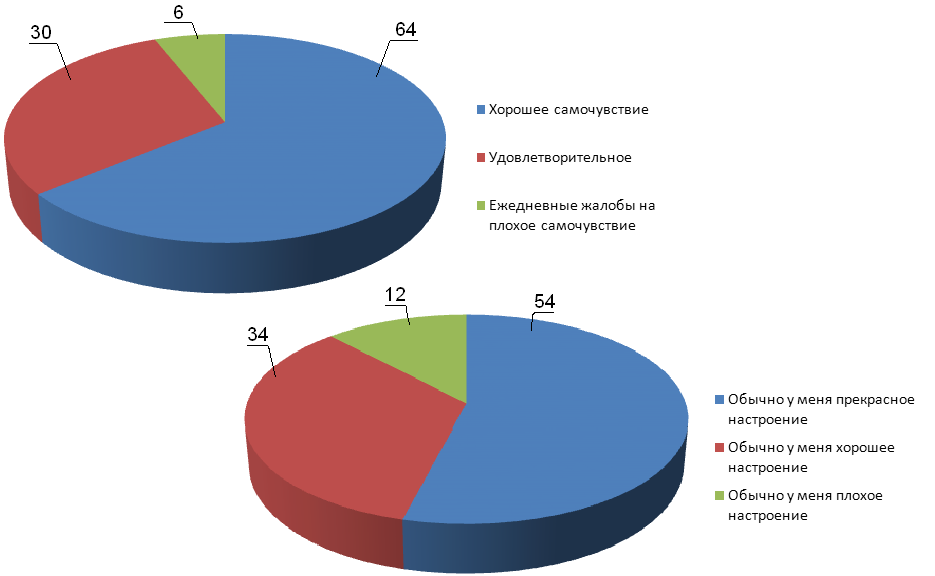 6
30
64
Хорошее самочувствие
Удовлетворительное
Ежедневные жалобы на
плохое самочувствие
12
54
34
Обычно у меня прекрасное
настроение
Обычно у меня хорошее
настроение
Обычно у меня плохое
настроение